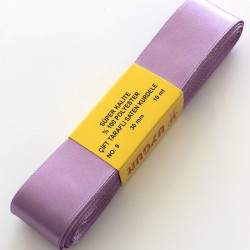 SÜPER KALİTE
% 100 POLYESTER
ÇİFT TARAFLI SATEN KURDELE
NO: 9 30 mm 10 mt